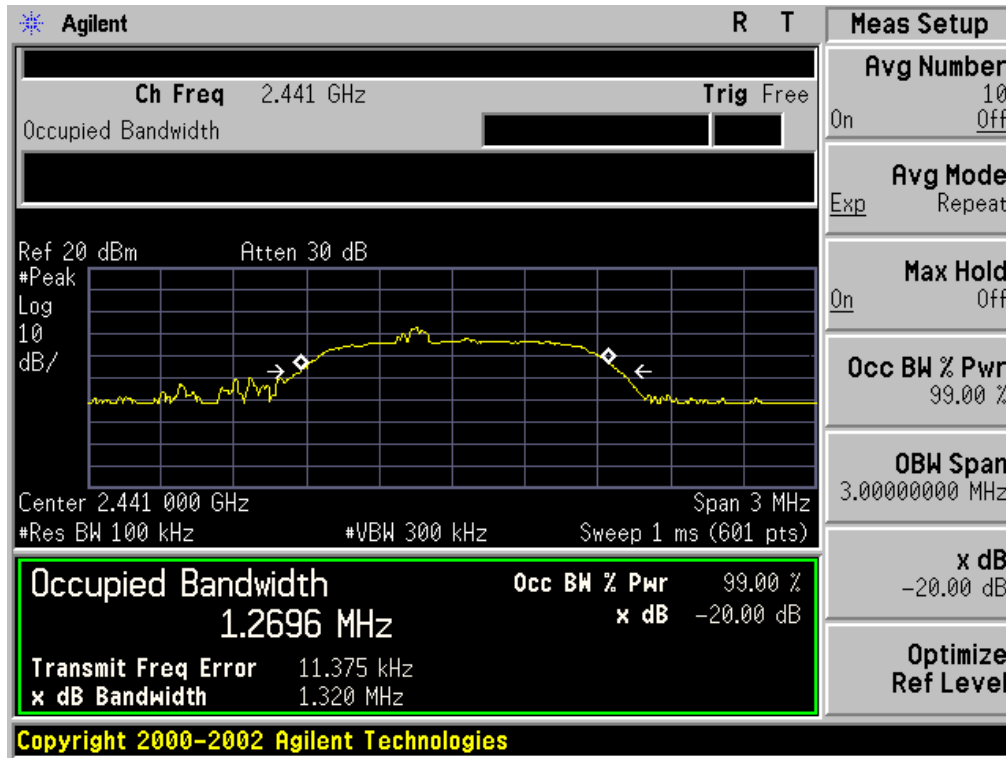 Agilent R T
Ch Freq 2.441 GHz Trig Free
Occupied Bandwidth
Ref 20 dBm Atten 30 dB
#Peak
Log
10
dB/
Center 2.441 000 GHz Span 3 MHz
#Res BW 100 kHz #VBW 300 kHz Sweep 1 ms (601 pts)
Occupied Bandwidth Occ BW % Pwr 99.00 %
1.2696 MHz x dB -20.00 dB
Transmit Freq Error 11.375 kHz
x dB Bandwidth 1.320 MHz
Copyright 2000-2002 Agilent Technologies
Meas Setup
Avg Number
10
On Off
Avg Mode
Exp Repeat
Max Hold
On Off
Occ BW % Pwr
99.00 %
OBW Span
3.00000000 MHz
x dB
-20.00 dB
Optimize
Ref Level